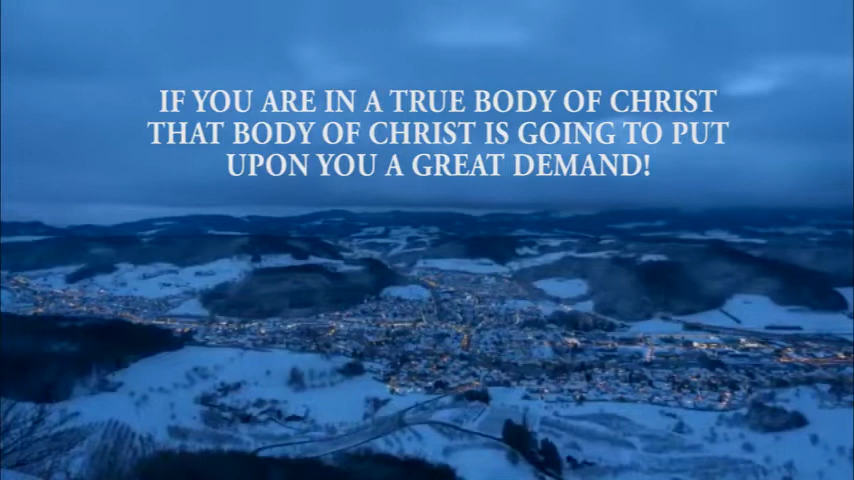 IF YOU ARE IN A TRUE BODY OF CHRIST
THAT BODY OF CHRIST IS GOING TO PUT
UPON YOU A GREAT DEMAND!